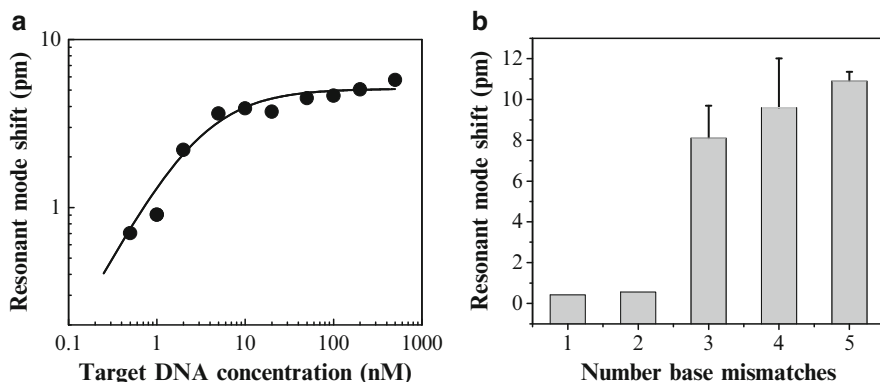 a
Resonant mode shift (pm)
10
1
0.1 1 10 100 1000
Target DNA concentration (nM)
b
Resonant mode shift (pm)
12
10
8
6
4
2
0
1 2 3 4 5
Number base mismatches